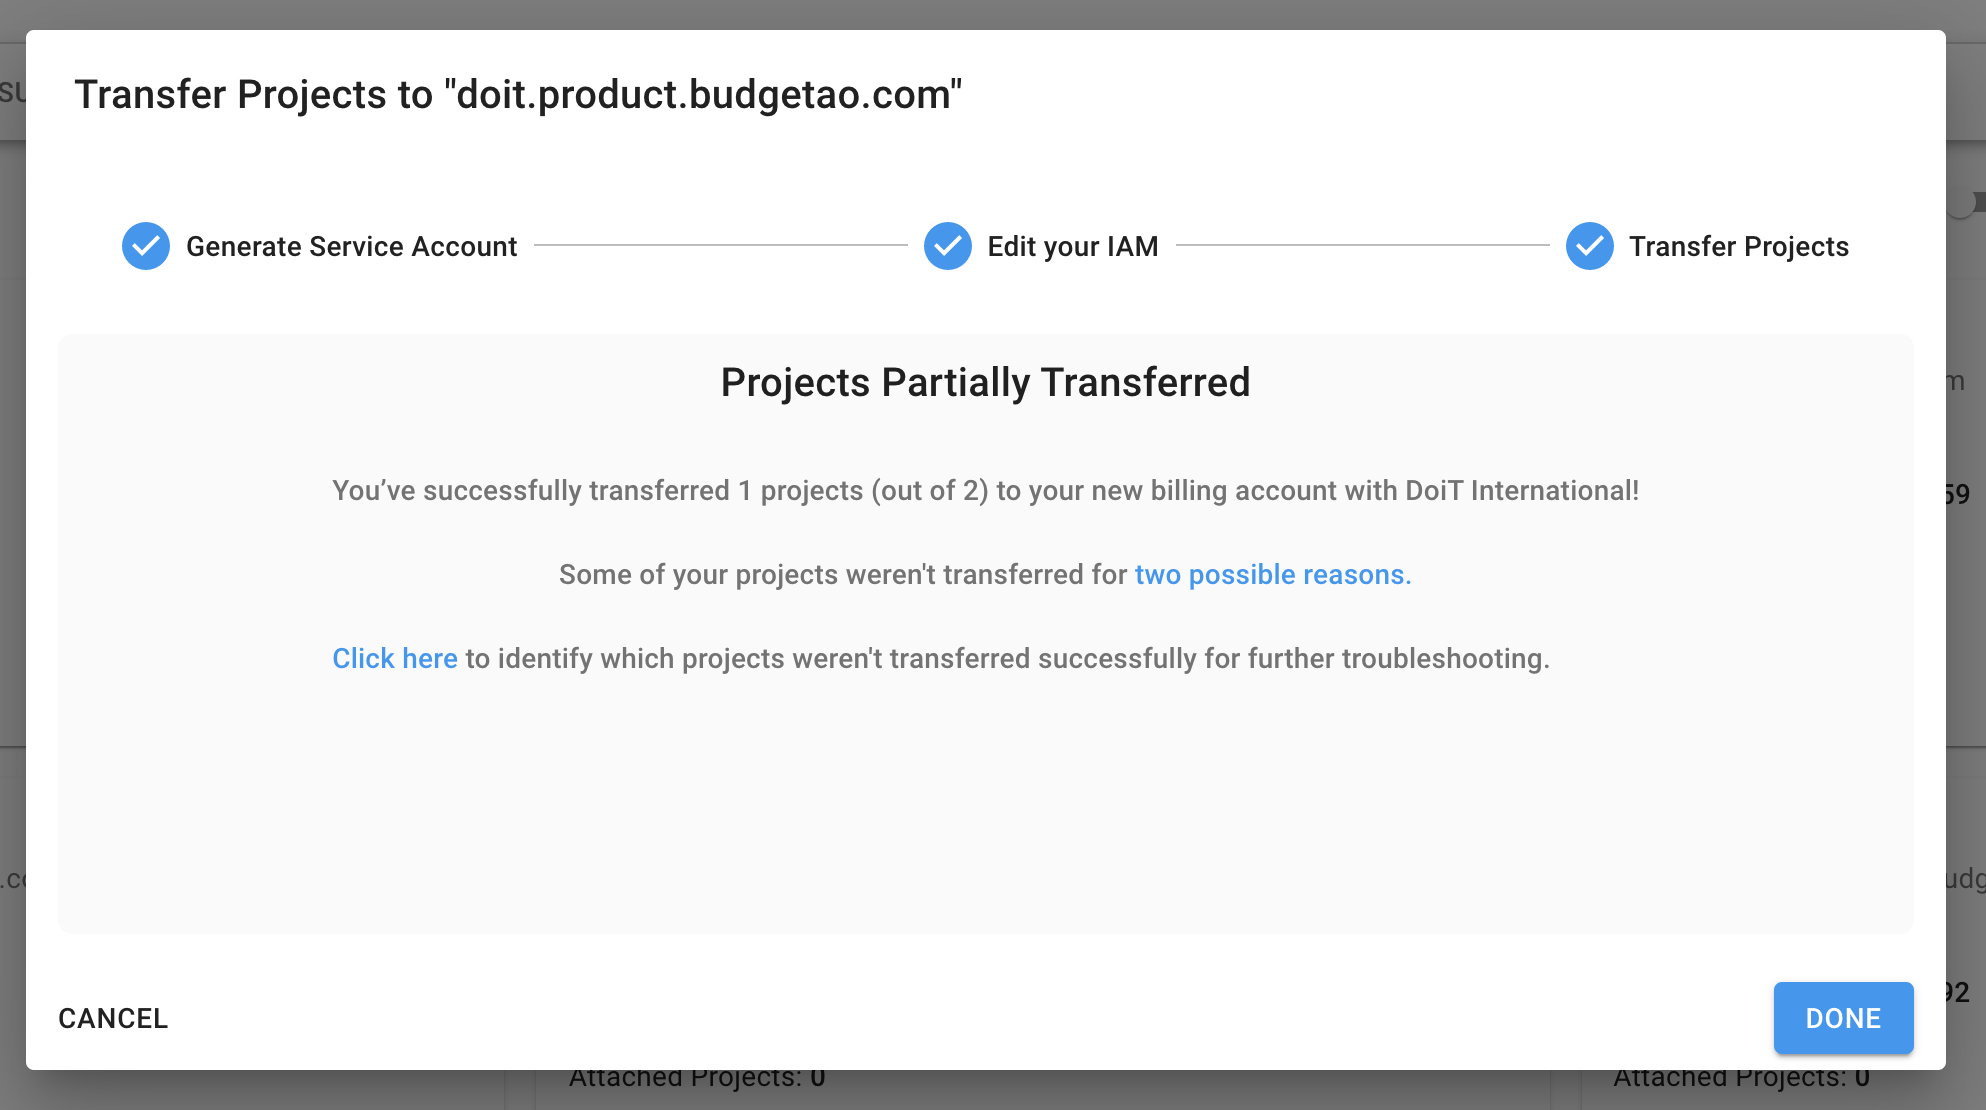 Transfer Projects to "doit.product.budgetao.com"
Generate Service Account
Edit your IAM
Transfer Projects
Projects Partially Transferred
You’ve successfully transferred 1 projects (out of 2) to your new billing account with DoiT International!
Some of your projects weren't transferred for two possible reasons.
Click here to identify which projects weren't transferred successfully for further troubleshooting.
CANCEL
DONE
Attached Projects: 0
Attached Projects: 0